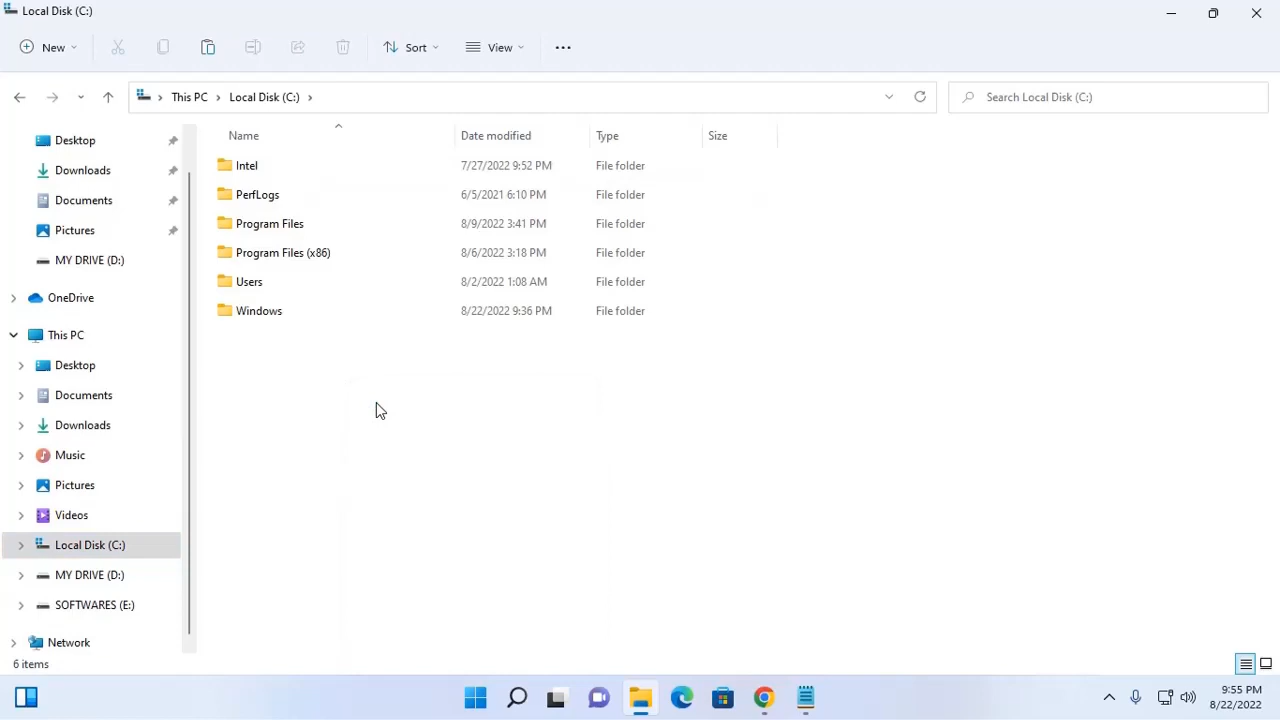 Local Disk (C:)
New
Sort
View
This PC > Local Disk (C:) >
Search Local Disk (C:)
Desktop
Downloads
Documents
Pictures
MY DRIVE (D:)
OneDrive
This PC
Desktop
Documents
Downloads
Music
Pictures
Videos
Local Disk (C:)
MY DRIVE (D:)
SOFTWARES (E:)
Network
Name Date modified Type Size
Intel 7/27/2022 9:52 PM File folder
PerfLogs 6/5/2021 6:10 PM File folder
Program Files 8/9/2022 3:41 PM File folder
Program Files (x86) 8/6/2022 3:18 PM File folder
Users 8/2/2022 1:08 AM File folder
Windows 8/22/2022 9:36 PM File folder
6 items
9:55 PM
8/22/2022